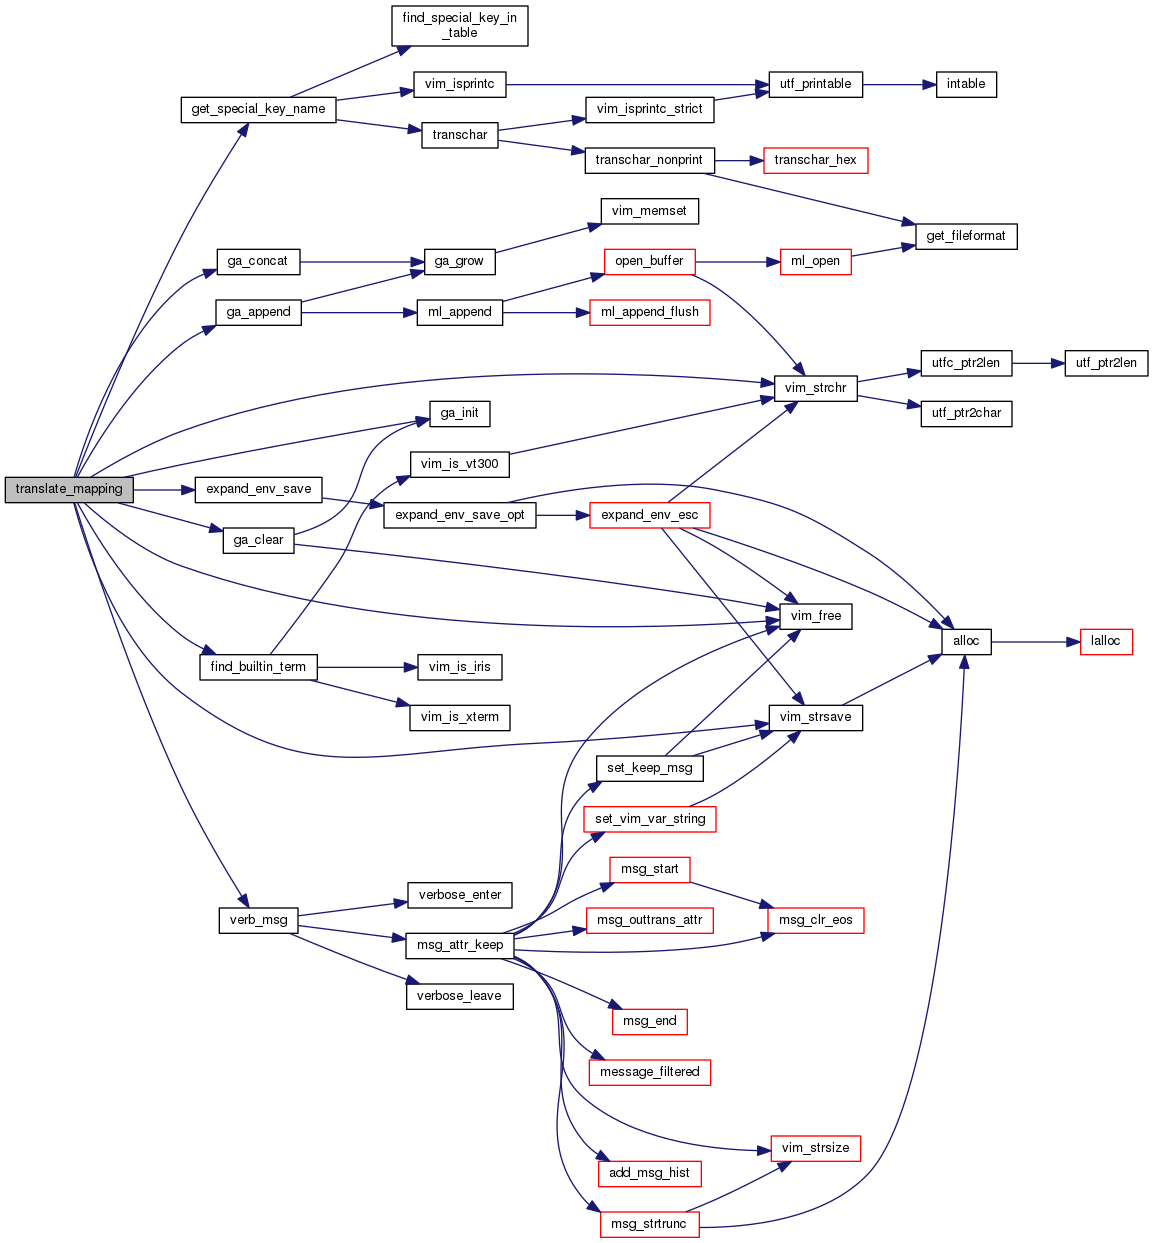 find_special_key_in
_table
vim_isprintc
utf_printable
intable
get_special_key_name
vim_isprintc_strict
transchar
transchar_nonprint
transchar_hex
vim_memset
get_fileformat
ga_concat
ga_grow
open_buffer
ml_open
ga_append
ml_append
ml_append_flush
utfc_ptr2len
utf_ptr2len
vim_strchr
ga_init
utf_ptr2char
vim_is_vt300
translate_mapping
expand_env_save
expand_env_save_opt
expand_env_esc
ga_clear
vim_free
alloc
lalloc
find_builtin_term
vim_is_iris
vim_is_xterm
vim_strsave
set_keep_msg
set_vim_var_string
msg_start
verbose_enter
verb_msg
msg_outtrans_attr
msg_clr_eos
msg_attr_keep
verbose_leave
msg_end
message_filtered
vim_strsize
add_msg_hist
msg_strtrunc